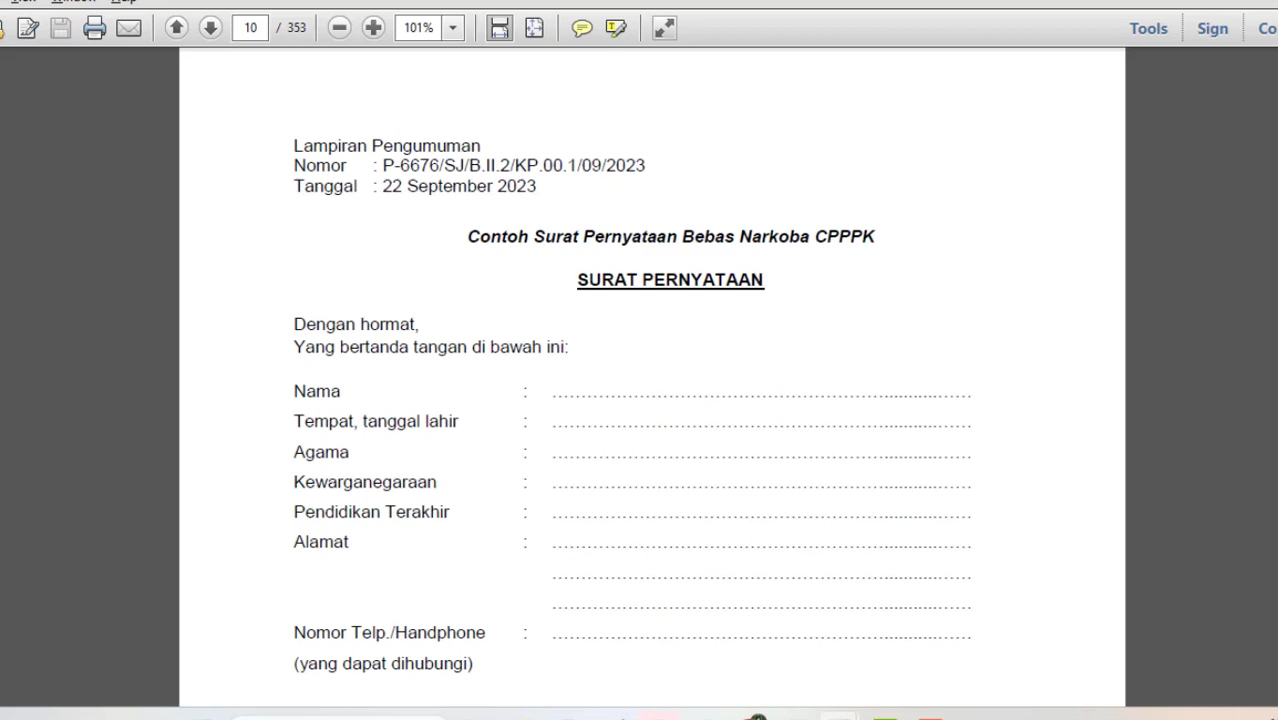 10 / 353 101% Tools Sign Co
Lampiran Pengumuman
Nomor : P-6676/SJ/B.II.2/KP.00.1/09/2023
Tanggal : 22 September 2023
Contoh Surat Pernyataan Bebas Narkoba CPPPK
SURAT PERNYATAAN
Dengan hormat,
Yang bertanda tangan di bawah ini:
Nama :
Tempat, tanggal lahir :
Agama :
Kewarganegaraan :
Pendidikan Terakhir :
Alamat :
Nomor Telp./Handphone :
(yang dapat dihubungi)